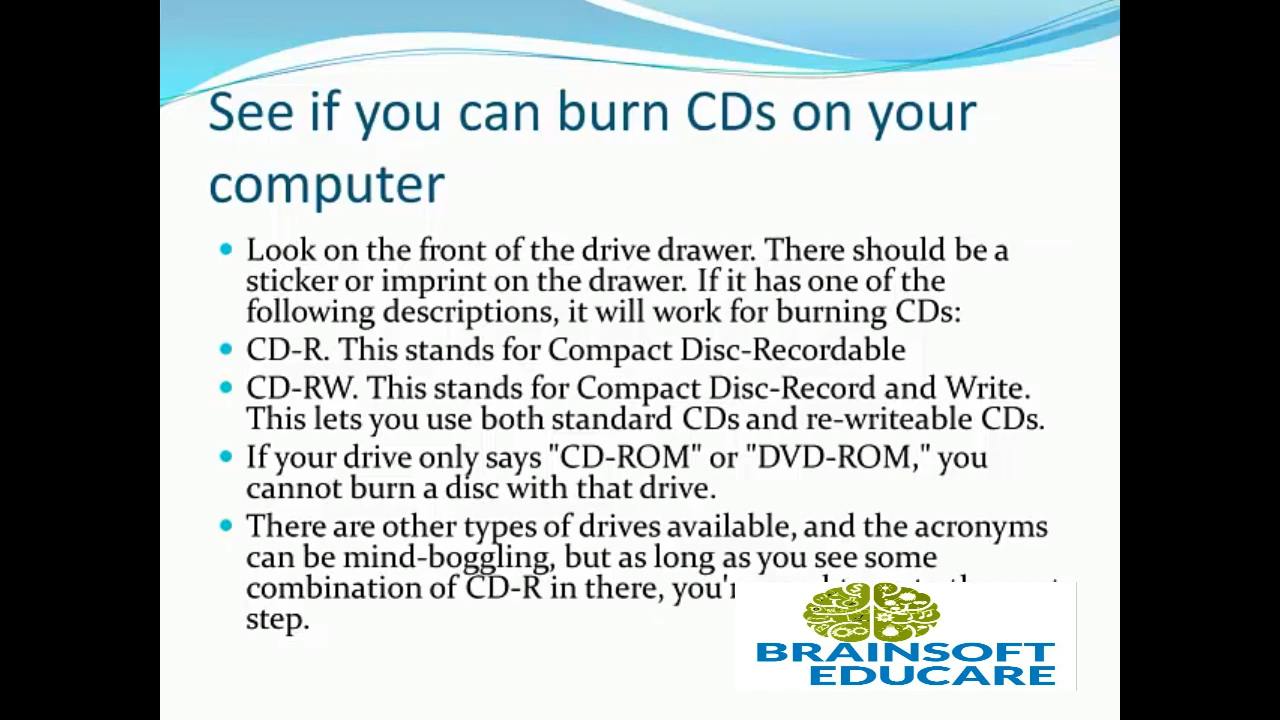 See if you can burn CDs on your
computer
Look on the front of the drive drawer. There should be a
sticker or imprint on the drawer. If it has one of the
following descriptions, it will work for burning CDs:
CD-R. This stands for Compact Disc-Recordable
CD-RW. This stands for Compact Disc-Record and Write.
This lets you use both standard CDs and re-writeable CDs.
If your drive only says "CD-ROM" or "DVD-ROM," you
cannot burn a disc with that drive.
There are other types of drives available, and the acronyms
can be mind-boggling, but as long as you see some
combination of CD-R in there,
step.
BRAINSOFT
EDUCARE